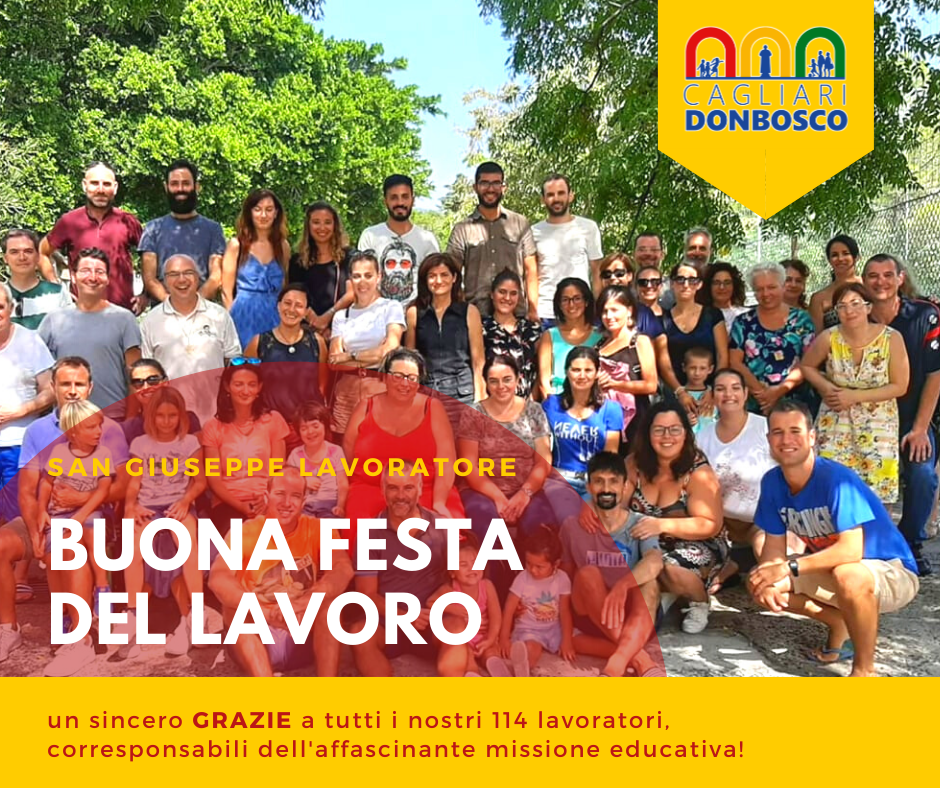 CAGLIARI
DONBOSCO
SAN GIUSEPPE LAVORATORE
BUONA FESTA
DEL LAVORO
un sincero GRAZIE a tutti i nostri 114 lavoratori,
corresponsabili dell'affascinante missione educativa!